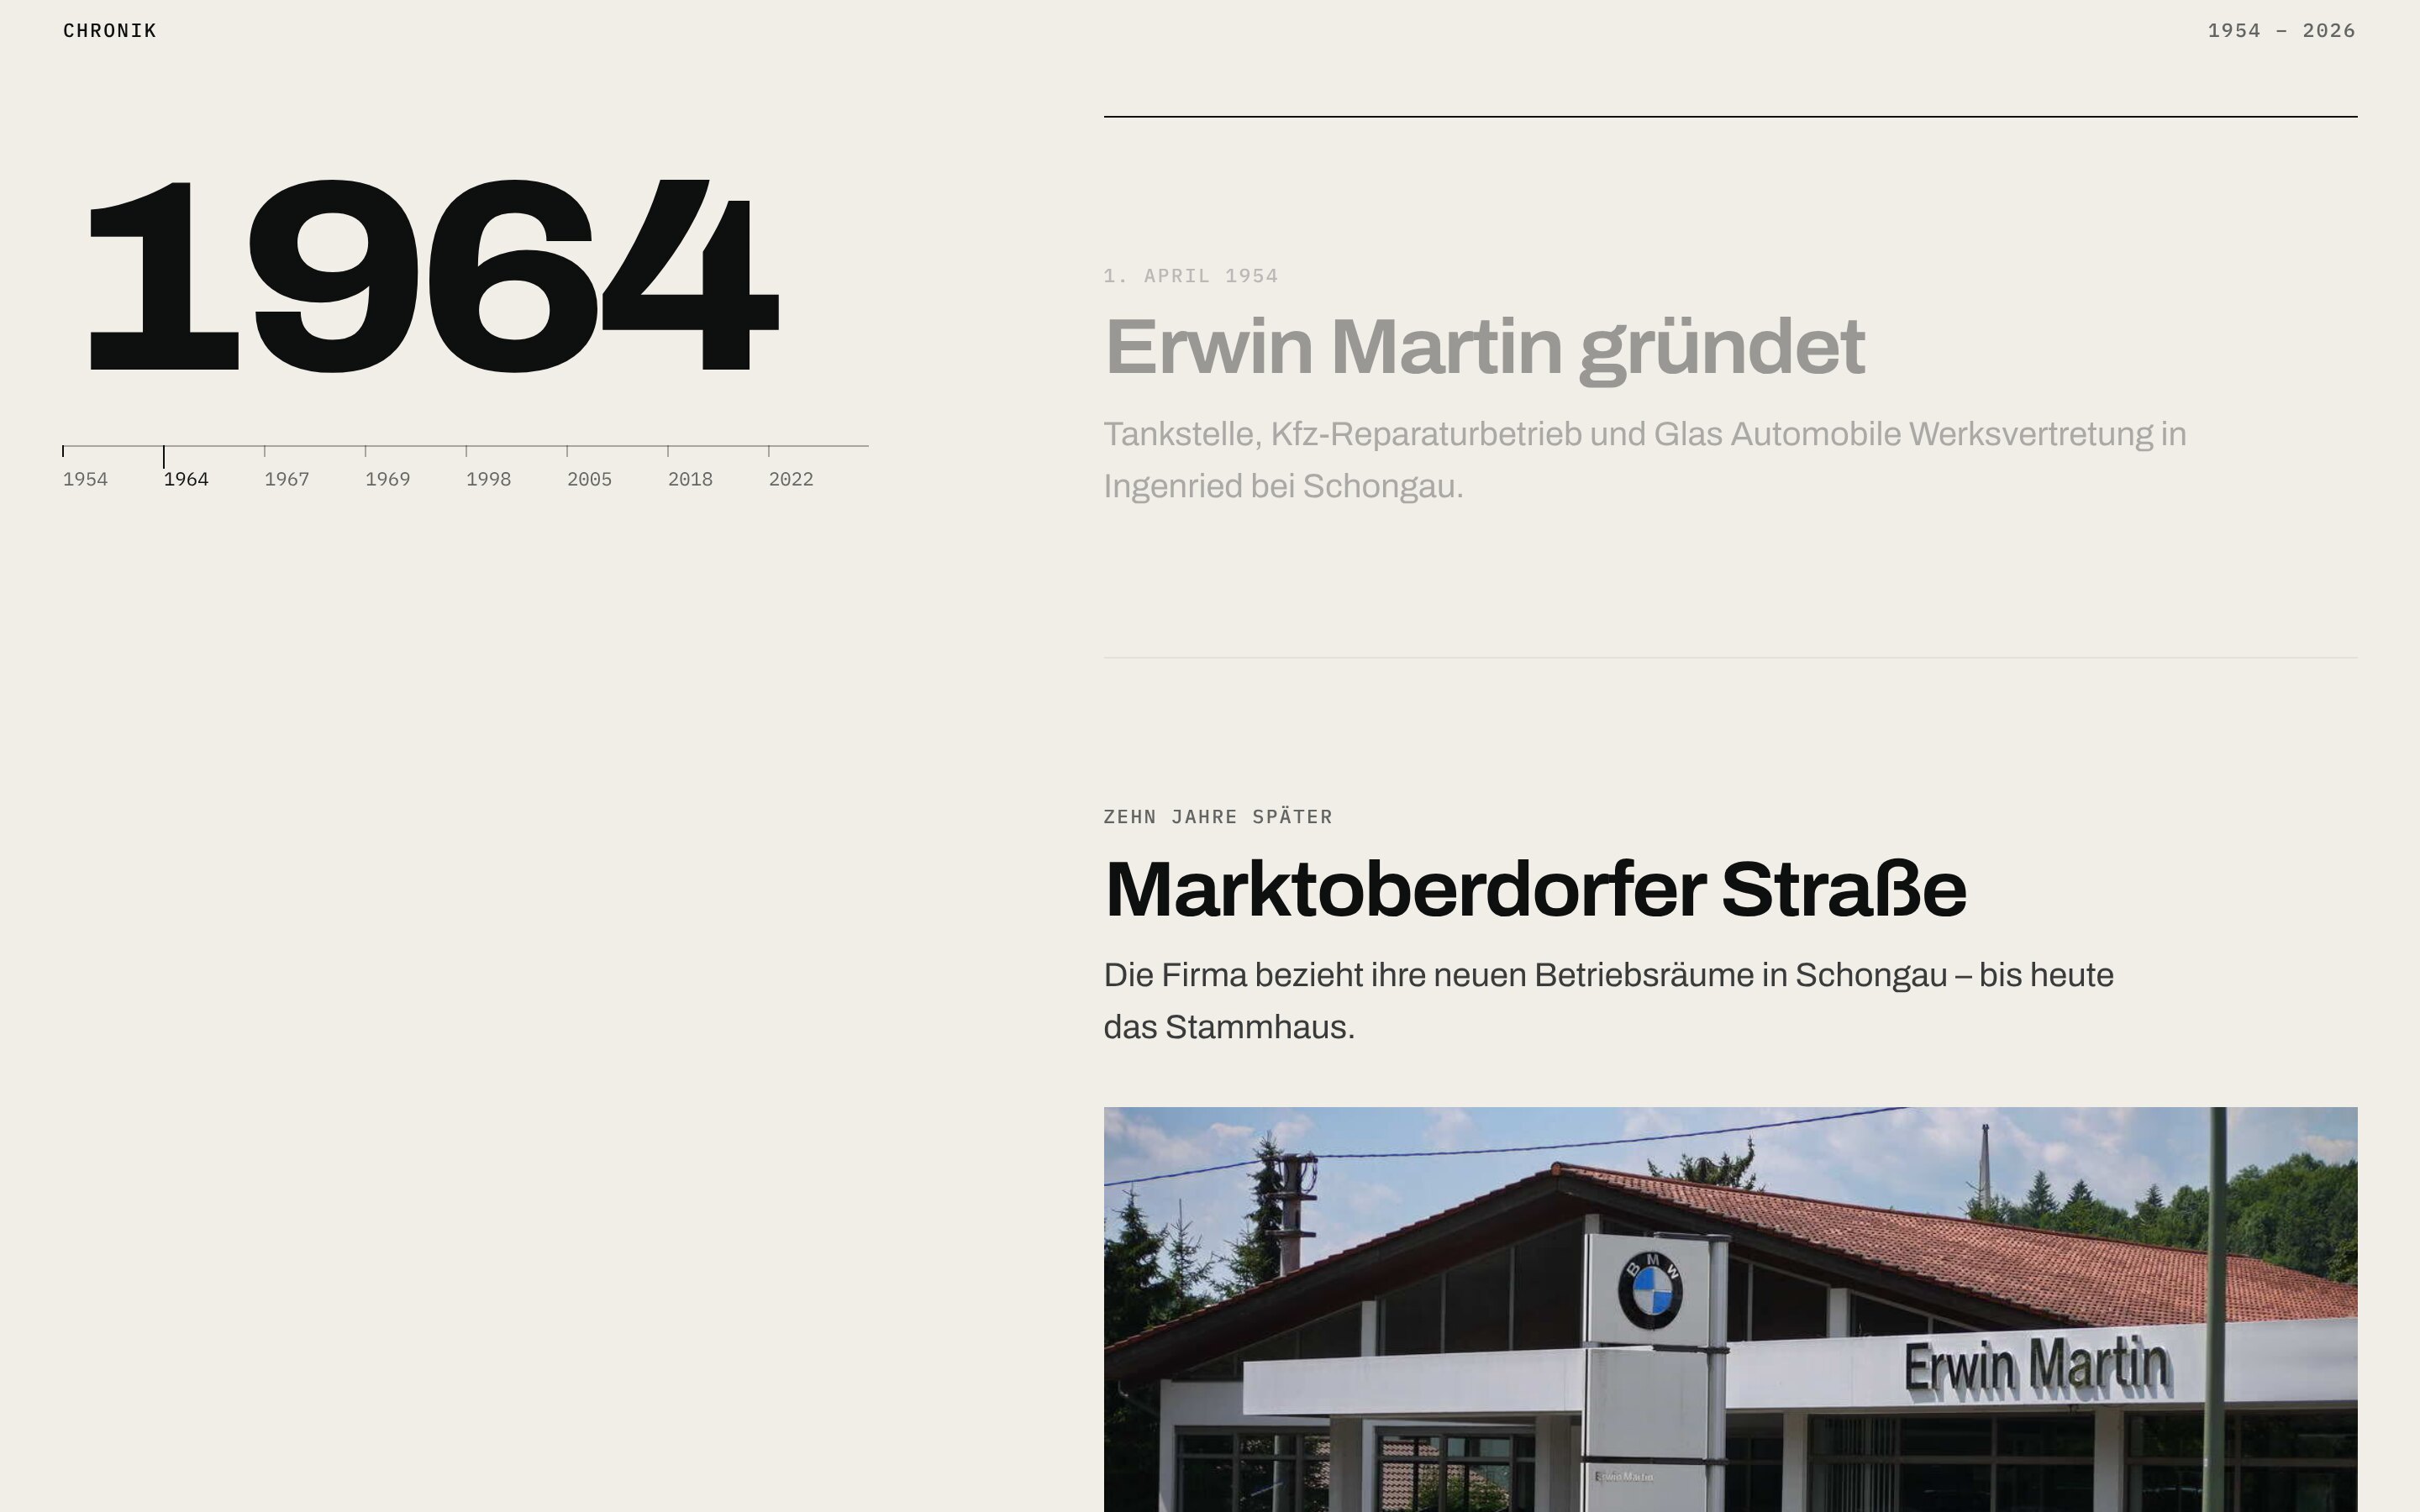 CHRONIK
1954 – 2026
1964
1954 1964 1967 1969 1998 2005 2018 2022
1. APRIL 1954
Erwin Martin gründet
Tankstelle, Kfz-Reparaturbetrieb und Glas Automobile Werksvertretung in
Ingenried bei Schongau.
ZEHN JAHRE SPÄTER
Marktoberdorfer Straße
Die Firma bezieht ihre neuen Betriebsräume in Schongau – bis heute
das Stammhaus.
BMW
Erwin Martin
Erwin Martin